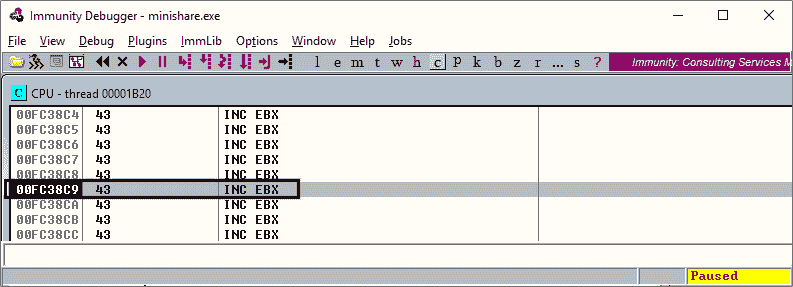 Immunity Debugger - minishare.exe
File View Debug Plugins ImmLib Options Window Help Jobs
l e m t w h c p k b z r ... s ? Immunity: Consulting Services M
C CPU - thread 00001B20
00FC38C4 43 INC EBX
00FC38C5 43 INC EBX
00FC38C6 43 INC EBX
00FC38C7 43 INC EBX
00FC38C8 43 INC EBX
00FC38C9 43 INC EBX
00FC38CA 43 INC EBX
00FC38CB 43 INC EBX
00FC38CC 43 INC EBX
Paused